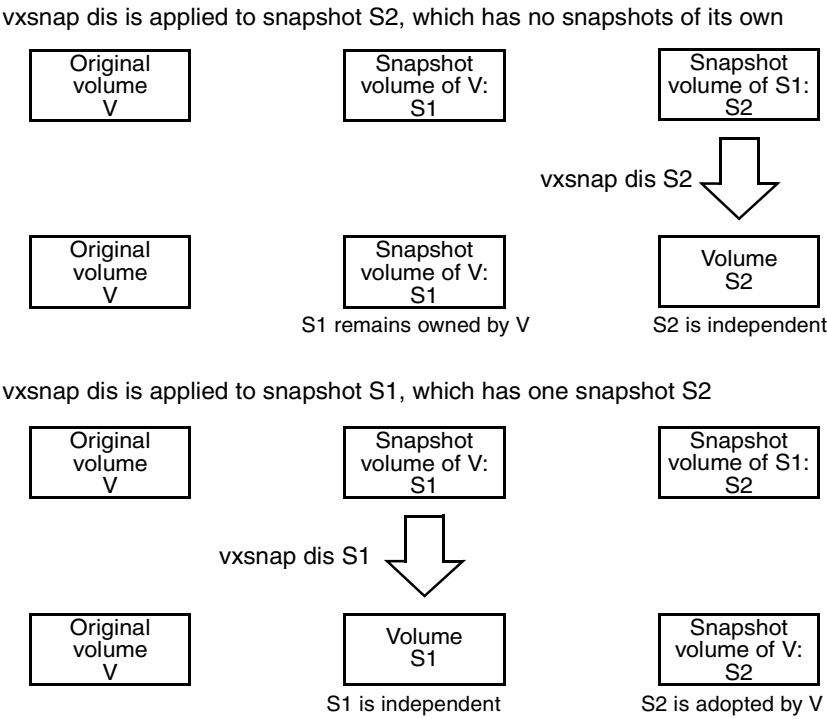 vxsnap dis is applied to snapshot S2, which has no snapshots of its own
Original
volume
V
Snapshot
volume of V:
S1
Snapshot
volume of S1:
S2
vxsnap dis S2
Original
volume
V
Snapshot
volume of V:
S1
Volume
S2
S1 remains owned by V
S2 is independent
vxsnap dis is applied to snapshot S1, which has one snapshot S2
Original
volume
V
Snapshot
volume of V:
S1
Snapshot
volume of S1:
S2
vxsnap dis S1
Original
volume
V
Volume
S1
Snapshot
volume of V:
S2
S1 is independent
S2 is adopted by V